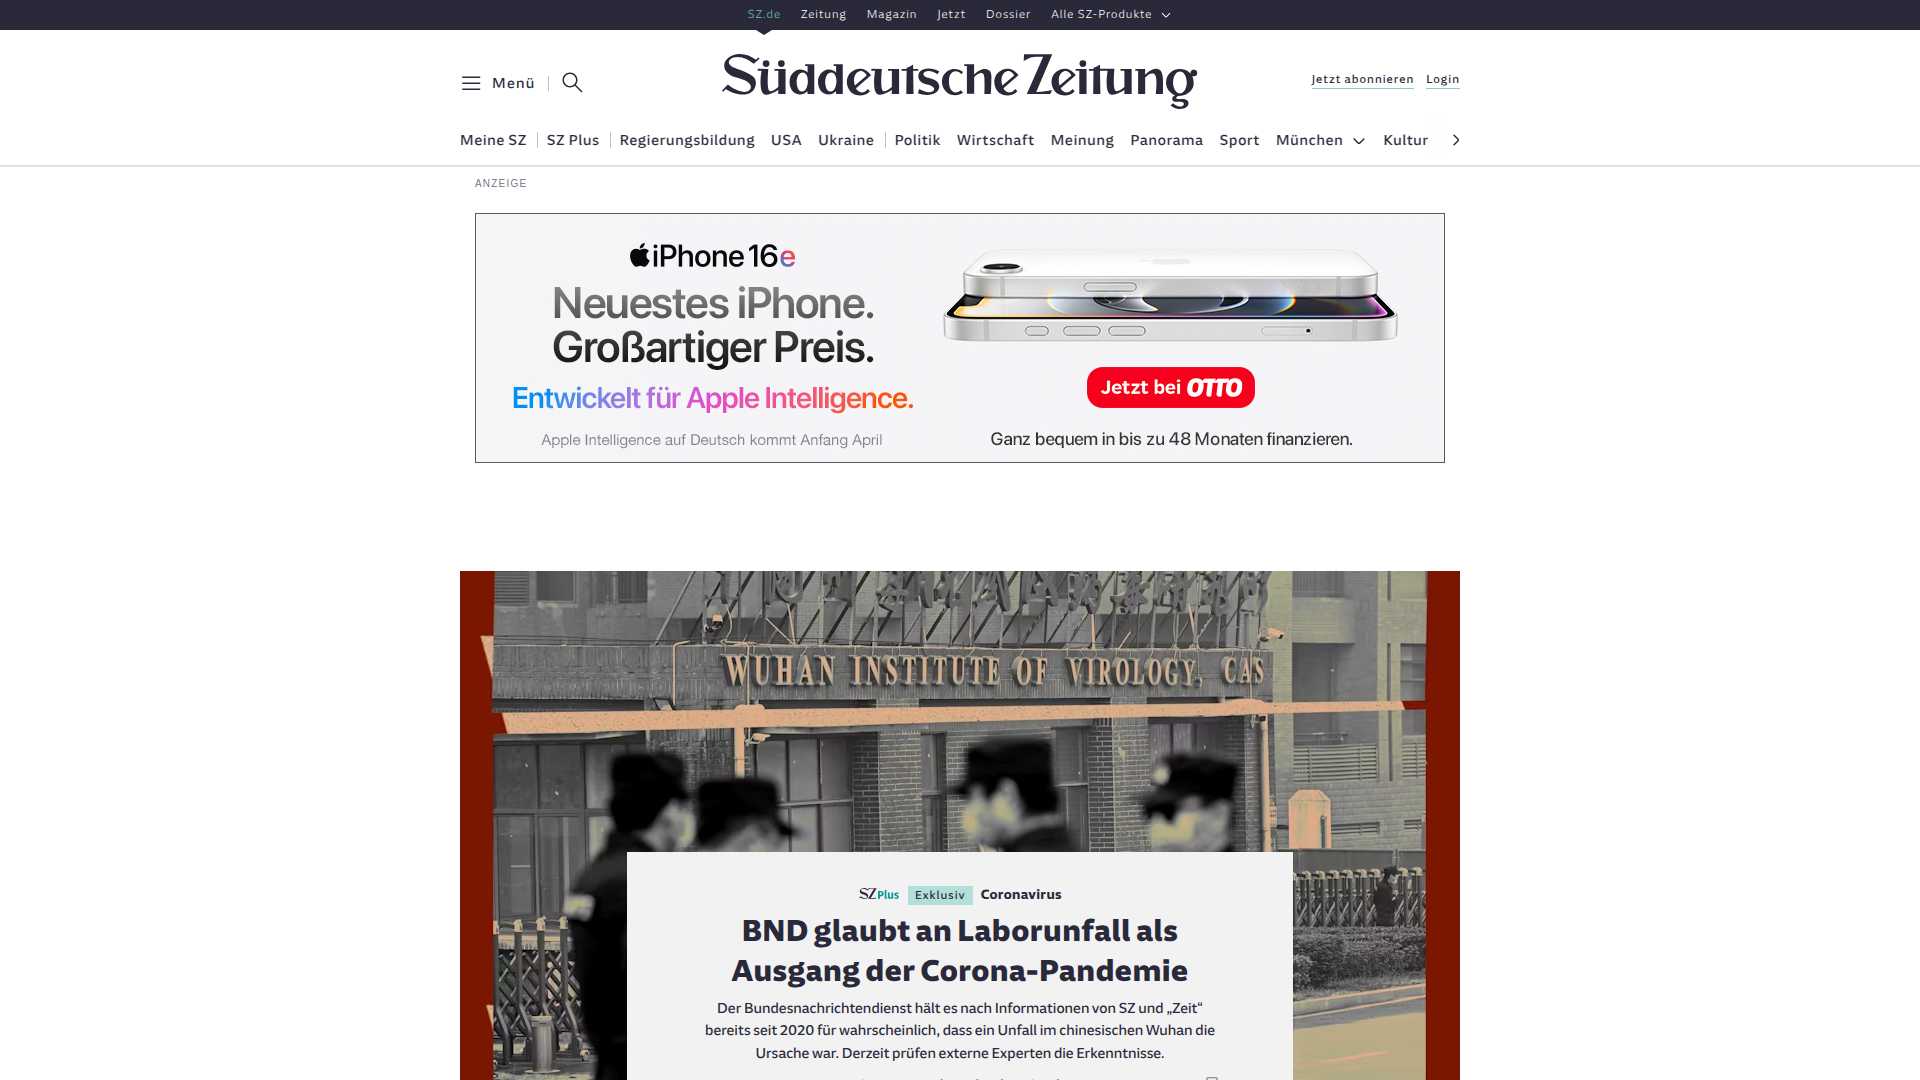 SZ.de Zeitung Magazin Jetzt Dossier Alle SZ-Produkte
Menü
Süddeutsche Zeitung
Jetzt abonnieren Login
Meine SZ SZ Plus Regierungsbildung USA Ukraine Politik Wirtschaft Meinung Panorama Sport München Kultur
ANZEIGE
iPhone 16e
Neuestes iPhone.
Großartiger Preis.
Entwickelt für Apple Intelligence.
Apple Intelligence auf Deutsch kommt Anfang April
Jetzt bei OTTO
Ganz bequem in bis zu 48 Monaten finanzieren.
WUHAN INSTITUTE OF VIROLOGY, CAS
SZ Plus Exklusiv Coronavirus
BND glaubt an Laborunfall als
Ausgang der Corona-Pandemie
Der Bundesnachrichtendienst hält es nach Informationen von SZ und „Zeit“
bereits seit 2020 für wahrscheinlich, dass ein Unfall im chinesischen Wuhan die
Ursache war. Derzeit prüfen externe Experten die Erkenntnisse.